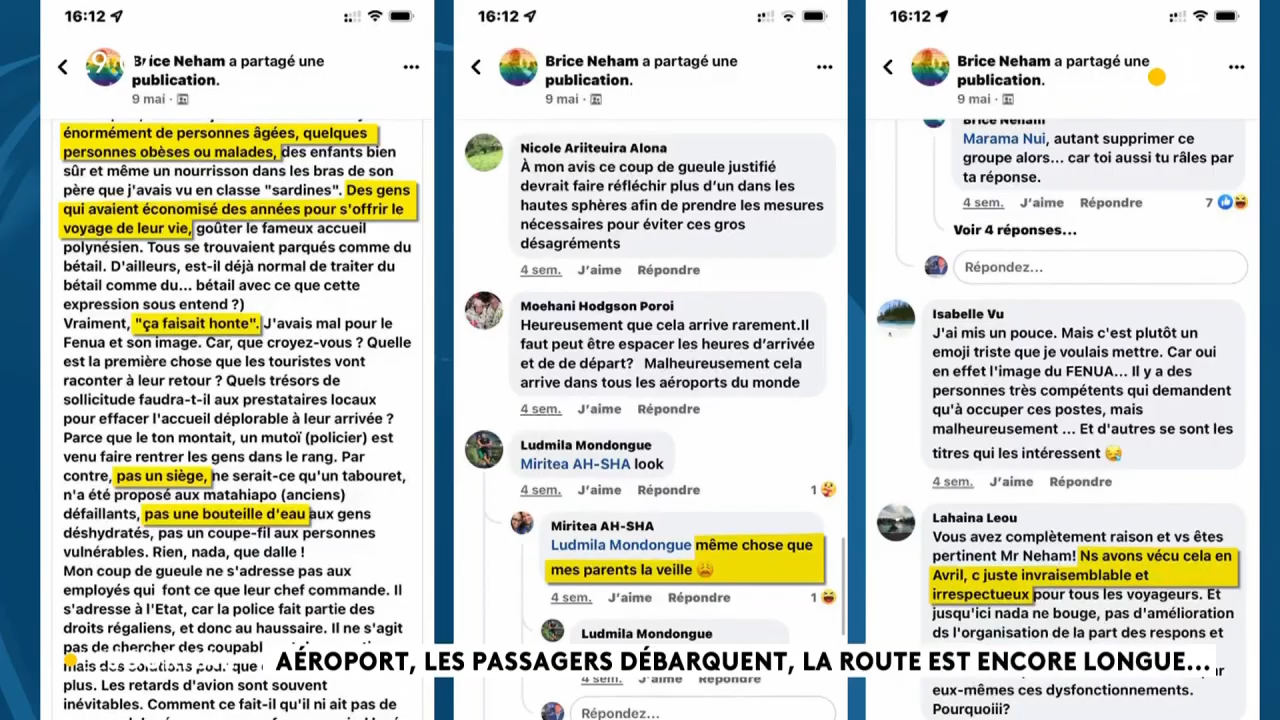 16:12
Brice Neham a partagé une
publication.
9 mai
énormément de personnes âgées, quelques
personnes obèses ou malades, des enfants bien
sûr et même un nourrisson dans les bras de son
père que j'avais vu en classe "sardines". Des gens
qui avaient économisé des années pour s'offrir le
voyage de leur vie, goûter le fameux accueil
polynésien. Tous se trouvaient parqués comme du
bétail. D'ailleurs, est-il déjà normal de traiter du
bétail comme du... bétail avec ce que cette
expression sous entend ?)
Vraiment, "ça faisait honte". J'avais mal pour le
Fenua et son image. Car, que croyez-vous ? Quelle
est la première chose que les touristes vont
raconter à leur retour ? Quels trésors de
sollicitude faudra-t-il aux prestataires locaux
pour effacer l'accueil déplorable à leur arrivée ?
Parce que le ton montait, un mutoï (policier) est
venu faire rentrer les gens dans le rang. Par
contre, pas un siège, ne serait-ce qu'un tabouret,
n'a été proposé aux matahiapo (anciens)
défaillants, pas une bouteille d'eau aux gens
déshydratés, pas un coupe-fil aux personnes
vulnérables. Rien, nada, que dalle !
Mon coup de gueule ne s'adresse pas aux
employés qui font ce que leur chef commande. Il
s'adresse à l'Etat, car la police fait partie des
droits régaliens, et donc au haussaire. Il ne s'agit
pas de chercher des coupabl
mais des solutions pour que
plus. Les retards d'avion sont souvent
inévitables. Comment ce fait-il qu'il n'y ait pas de
16:12
Brice Neham a partagé une
publication.
9 mai
Nicole Ariiteuira Alona
À mon avis ce coup de gueule justifié
devrait faire réfléchir plus d'un dans les
hautes sphères afin de prendre les mesures
nécessaires pour éviter ces gros
désagréments
4 sem. J'aime Répondre
Moehani Hodgson Poroi
Heureusement que cela arrive rarement.Il
faut peut être espacer les heures d'arrivée
et de de départ? Malheureusement cela
arrive dans tous les aéroports du monde
4 sem. J'aime Répondre
Ludmila Mondongue
Miritea AH-SHA look
4 sem. J'aime Répondre 1
Miritea AH-SHA
Ludmila Mondongue même chose que
mes parents la veille 😩
4 sem. J'aime Répondre 1
Ludmila Mondongue
4 sem. J'aime Répondre
Répondez...
16:12
Brice Neham a partagé une
publication.
9 mai
Brice Neham
Marama Nui, autant supprimer ce
groupe alors... car toi aussi tu râles par
ta réponse.
4 sem. J'aime Répondre 7
Voir 4 réponses...
Répondez...
Isabelle Vu
J'ai mis un pouce. Mais c'est plutôt un
emoji triste que je voulais mettre. Car oui
en effet l'image du FENUA... Il y a des
personnes très compétents qui demandent
qu'à occuper ces postes, mais
malheureusement ... Et d'autres se sont les
titres qui les intéressent 😥
4 sem. J'aime Répondre
Lahaina Leou
Vous avez complètement raison et vs êtes
pertinent Mr Neham! Ns avons vécu cela en
Avril, c juste invraisemblable et
irrespectueux pour tous les voyageurs. Et
jusqu'ici nada ne bouge, pas d'amélioration
ds l'organisation de la part des respons et
eux-mêmes ces dysfonctionnements.
Pourquoiii?
AÉROPORT, LES PASSAGERS DÉBARQUENT, LA ROUTE EST ENCORE LONGUE...